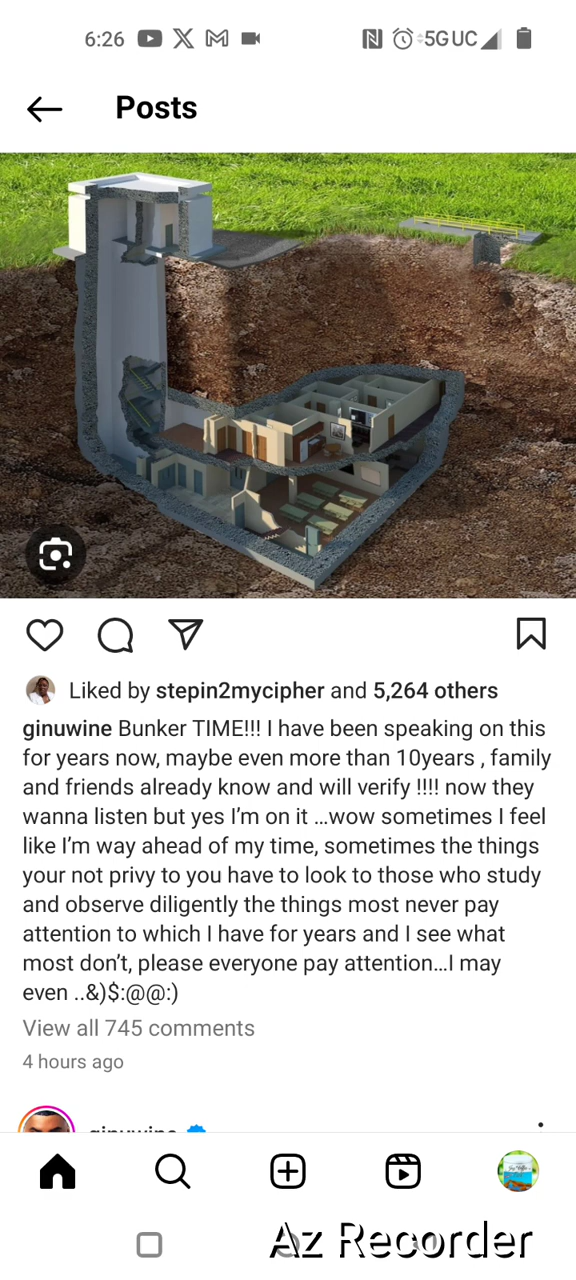 6:26
5G UC
Posts
Liked by stepin2mycipher and 5,264 others
ginuwine Bunker TIME!!! I have been speaking on this
for years now, maybe even more than 10years , family
and friends already know and will verify !!!! now they
wanna listen but yes I'm on it ...wow sometimes I feel
like I'm way ahead of my time, sometimes the things
your not privy to you have to look to those who study
and observe diligently the things most never pay
attention to which I have for years and I see what
most don't, please everyone pay attention...I may
even ..&)$:@@:)
View all 745 comments
4 hours ago
ginuwine
Az Recorder